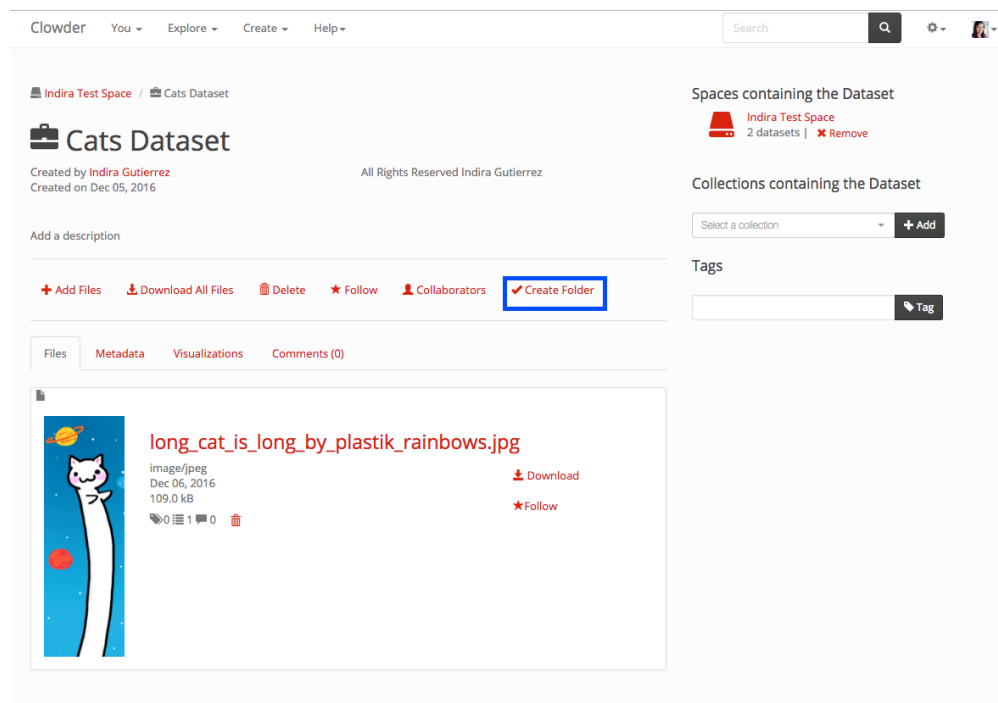 Clowder You Explore Create Help Search
Indira Test Space / Cats Dataset
Cats Dataset
Created by Indira Gutierrez
Created on Dec 05, 2016
All Rights Reserved Indira Gutierrez
Add a description
Add Files Download All Files Delete Follow Collaborators Create Folder
Files Metadata Visualizations Comments (0)
long_cat_is_long_by_plastik_rainbows.jpg
image/jpeg
Dec 06, 2016
109.0 kB
0 1 0
Download
Follow
Spaces containing the Dataset
Indira Test Space
2 datasets | Remove
Collections containing the Dataset
Select a collection Add
Tags
Tag